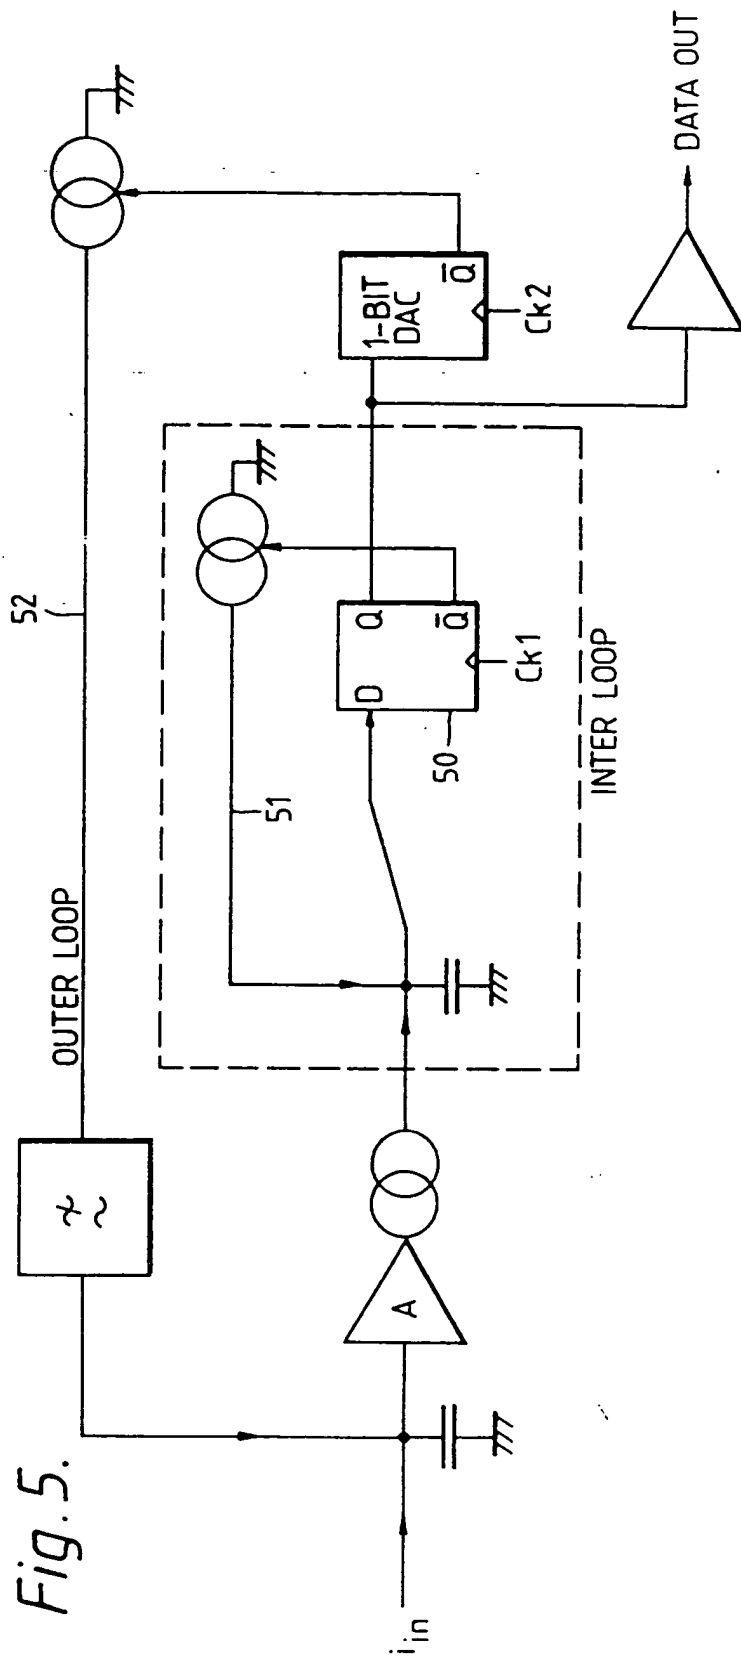 Fig. 5.
OUTER LOOP
52
51
A
i_in
D
Q
Q̅
50
Ck1
INTER LOOP
1-BIT
DAC
Q̅
Ck2
DATA OUT